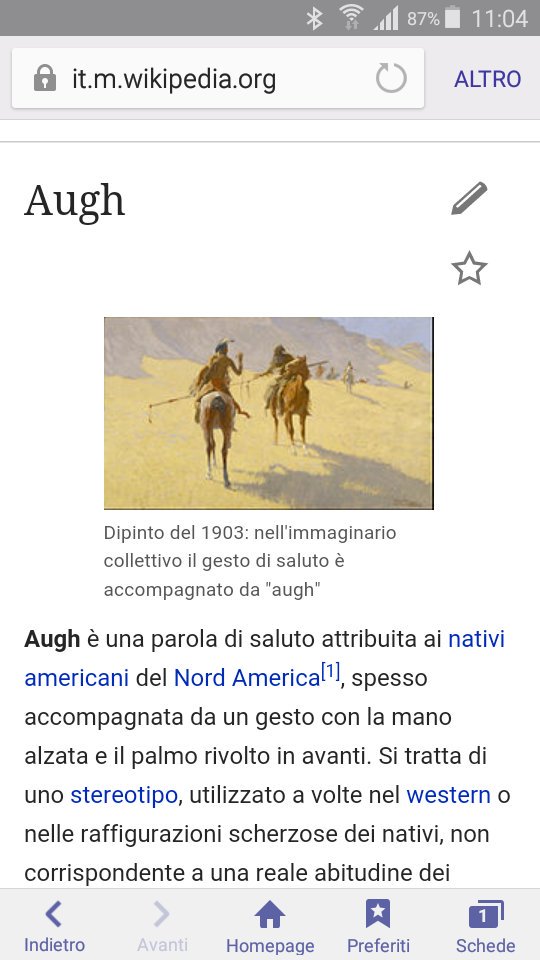 87% 11:04
it.m.wikipedia.org ALTRO
Augh
Dipinto del 1903: nell'immaginario
collettivo il gesto di saluto è
accompagnato da "augh"
Augh è una parola di saluto attribuita ai nativi
americani del Nord America[1], spesso
accompagnata da un gesto con la mano
alzata e il palmo rivolto in avanti. Si tratta di
uno stereotipo, utilizzato a volte nel western o
nelle raffigurazioni scherzose dei nativi, non
corrispondente a una reale abitudine dei
1
Indietro Avanti Homepage Preferiti Schede